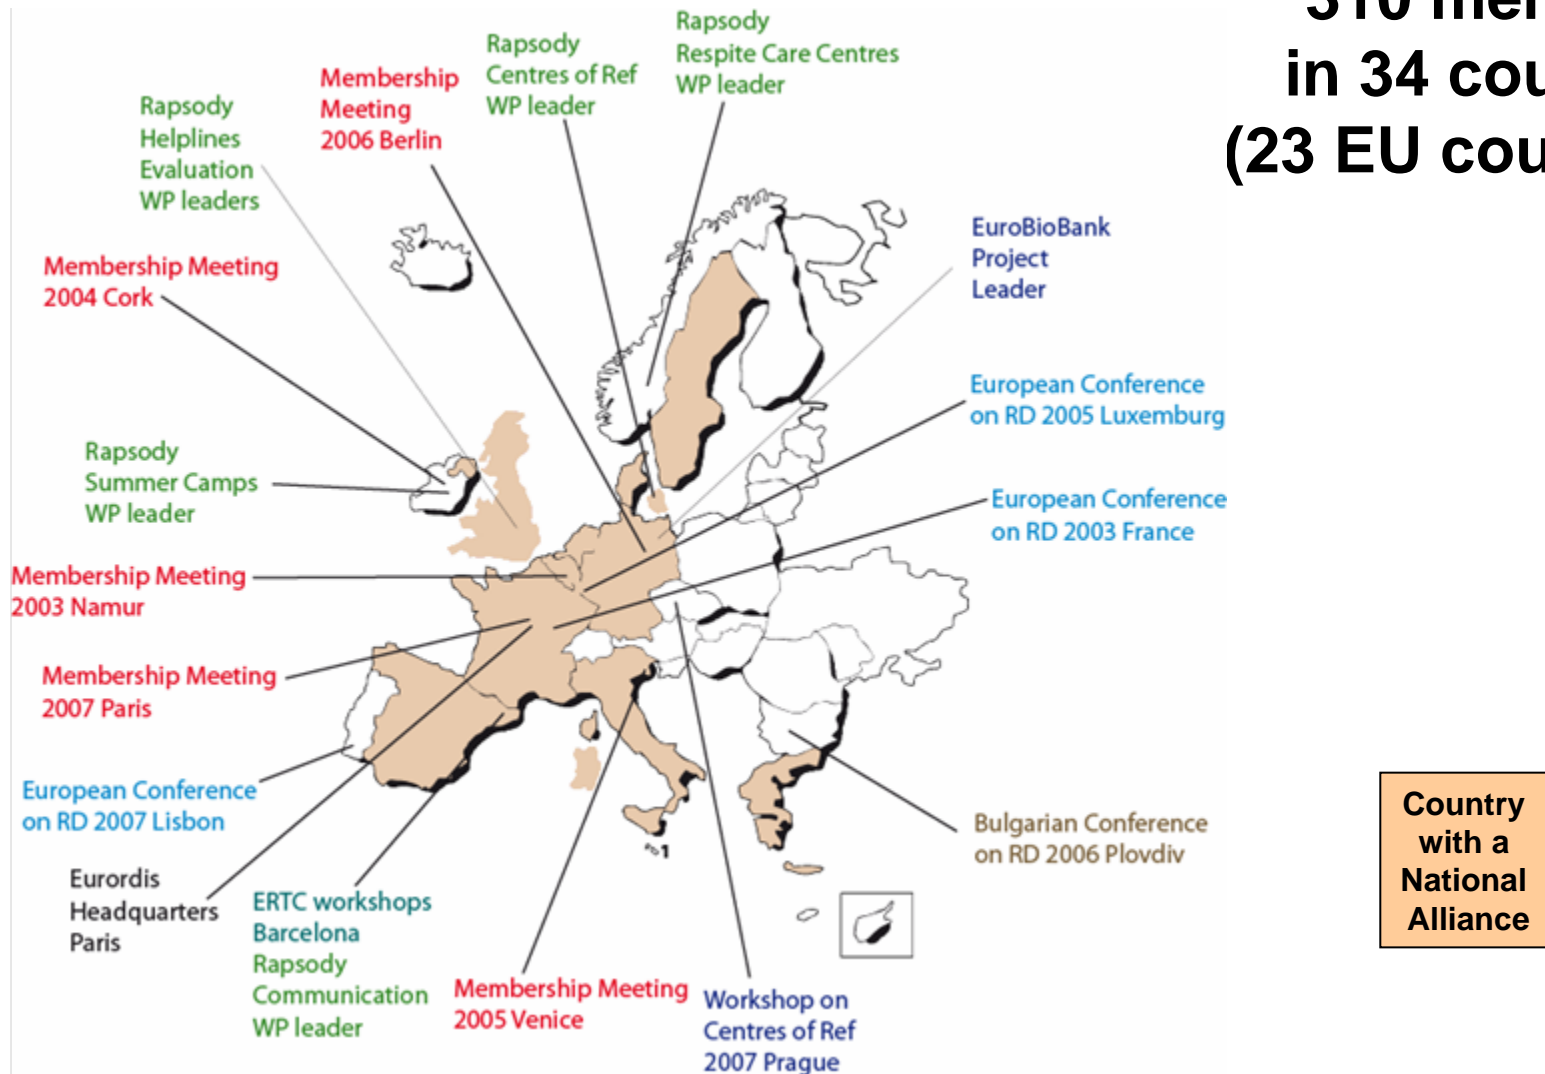 310
in 34
(23 EU
Rapsody
Respite Care Centres
WP leader
Rapsody
Centres of Ref
WP leader
Membership
Meeting
2006 Berlin
Rapsody
Helplines
Evaluation
WP leaders
EuroBioBank
Project
Leader
Membership Meeting
2004 Cork
European Conference
on RD 2005 Luxemburg
Rapsody
Summer Camps
WP leader
European Conference
on RD 2003 France
Membership Meeting
2003 Namur
Membership Meeting
2007 Paris
European Conference
on RD 2007 Lisbon
Bulgarian Conference
on RD 2006 Plovdiv
Country
with a
National
Alliance
Eurordis
Headquarters
Paris
ERTC workshops
Barcelona
Rapsody
Communication
WP leader
Membership Meeting
2005 Venice
Workshop on
Centres of Ref
2007 Prague